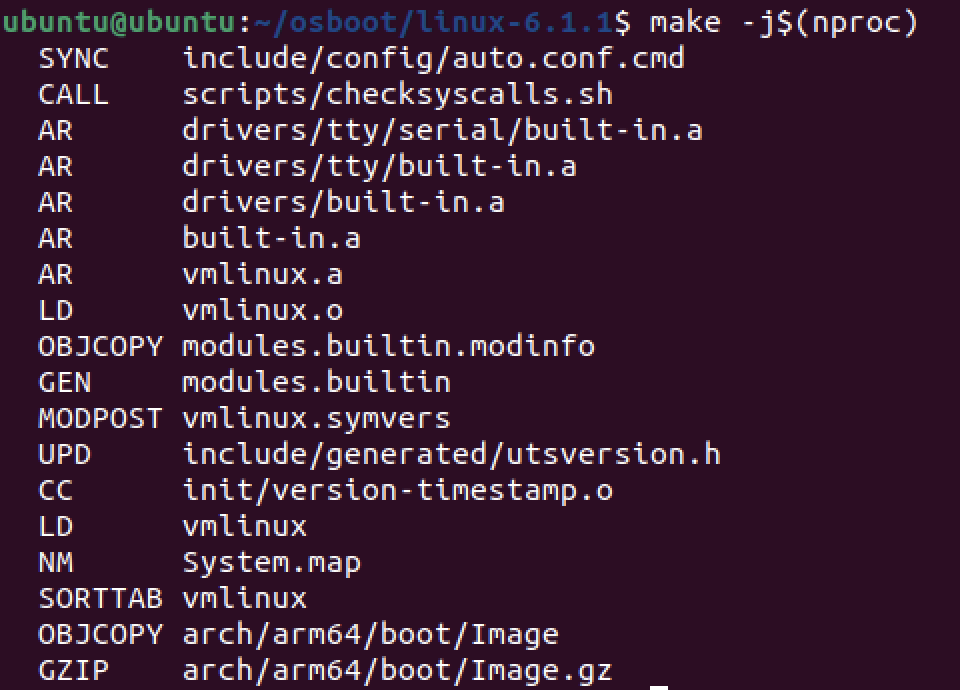 ubuntu@ubuntu:~/osboot/linux-6.1.1$ make -j$(nproc)
SYNC    include/config/auto.conf.cmd
CALL    scripts/checksyscalls.sh
AR      drivers/tty/serial/built-in.a
AR      drivers/tty/built-in.a
AR      drivers/built-in.a
AR      built-in.a
AR      vmlinux.a
LD      vmlinux.o
OBJCOPY modules.builtin.modinfo
GEN     modules.builtin
MODPOST vmlinux.symvers
UPD     include/generated/utsversion.h
CC      init/version-timestamp.o
LD      vmlinux
NM      System.map
SORTTAB vmlinux
OBJCOPY arch/arm64/boot/Image
GZIP    arch/arm64/boot/Image.gz